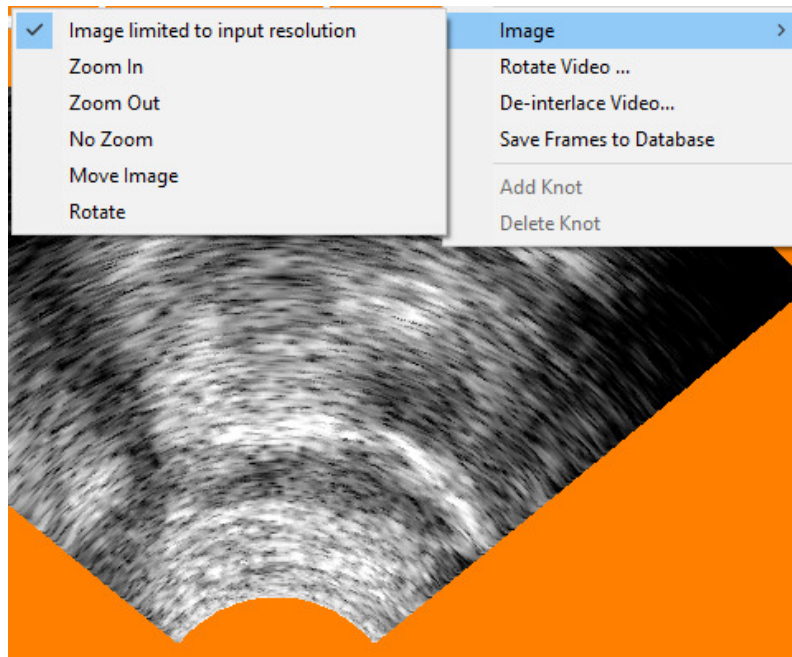 Image limited to input resolution
Zoom In
Zoom Out
No Zoom
Move Image
Rotate
Image
Rotate Video ...
De-interlace Video...
Save Frames to Database
Add Knot
Delete Knot